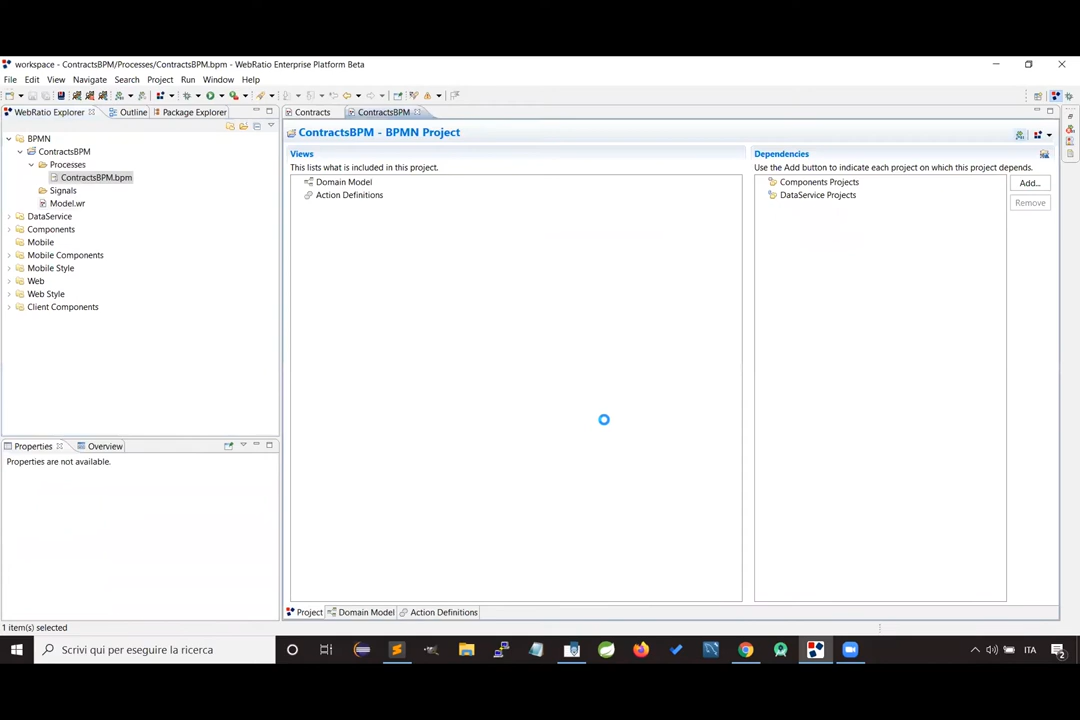 workspace - ContractsBPM/Processes/ContractsBPM.bpm - WebRatio Enterprise Platform Beta
File Edit View Navigate Search Project Run Window Help
WebRatio Explorer Outline Package Explorer
BPMN
ContractsBPM
Processes
ContractsBPM.bpm
Signals
Model.wr
DataService
Components
Mobile
Mobile Components
Mobile Style
Web
Web Style
Client Components
Properties Overview
Properties are not available.
1 item(s) selected
Contracts ContractsBPM
ContractsBPM - BPMN Project
Views
This lists what is included in this project.
Domain Model
Action Definitions
Dependencies
Use the Add button to indicate each project on which this project depends.
Components Projects
DataService Projects
Add...
Remove
Project Domain Model Action Definitions
Scrivi qui per eseguire la ricerca
ITA
2